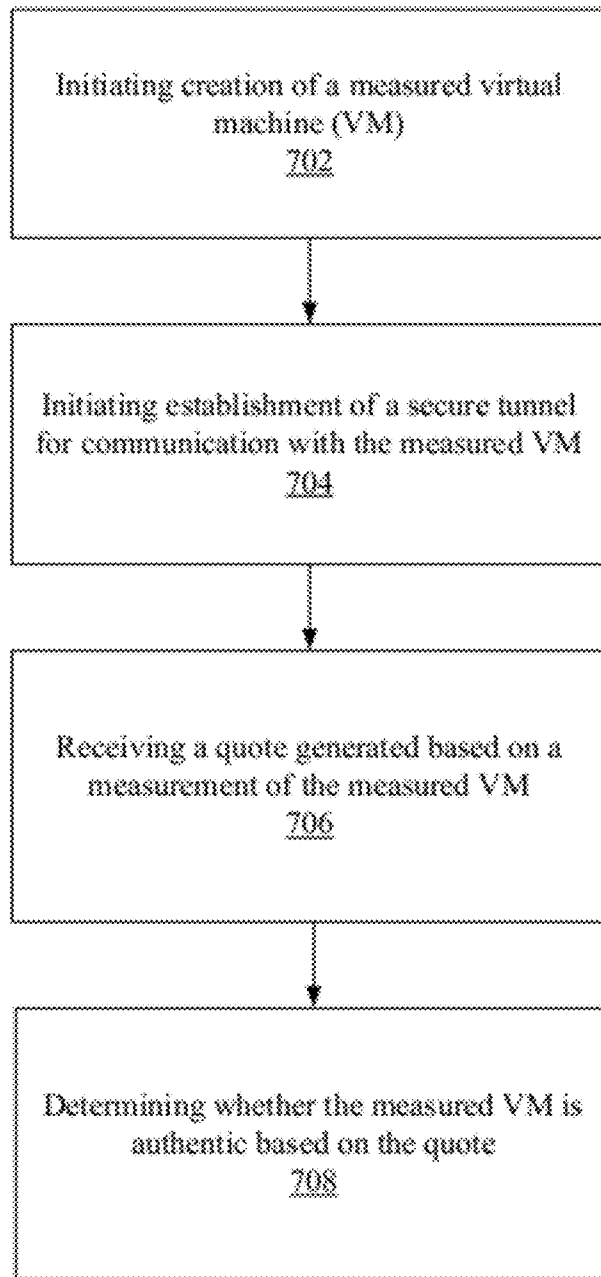 Initiating creation of a measured virtual
machine (VM)
702
Initiating establishment of a secure tunnel
for communication with the measured VM
704
Receiving a quote generated based on a
measurement of the measured VM
706
Determining whether the measured VM is
authentic based on the quote
708